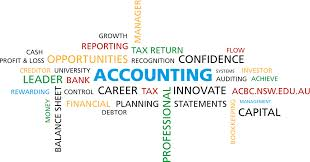 MANAGER
GROWTH
REPORTING TAX RETURN FLOW
CASH
PROFIT & LOSS OPPORTUNITIES RECOGNITION CONFIDENCE
CREDITOR UNIVERSITY ACCOUNTING SYSTEMS INVESTOR
LEADER BANK AUDITING ACHIEVE
REWARDING CONTROL CAREER TAX INNOVATE ACBC.NSW.EDU.AU
MONEY
BALANCE SHEET
FINANCIAL PLANNING STATEMENTS MANAGEMENT
DEBTOR CAPITAL
PROFESSIONAL
BOOKKEEPING